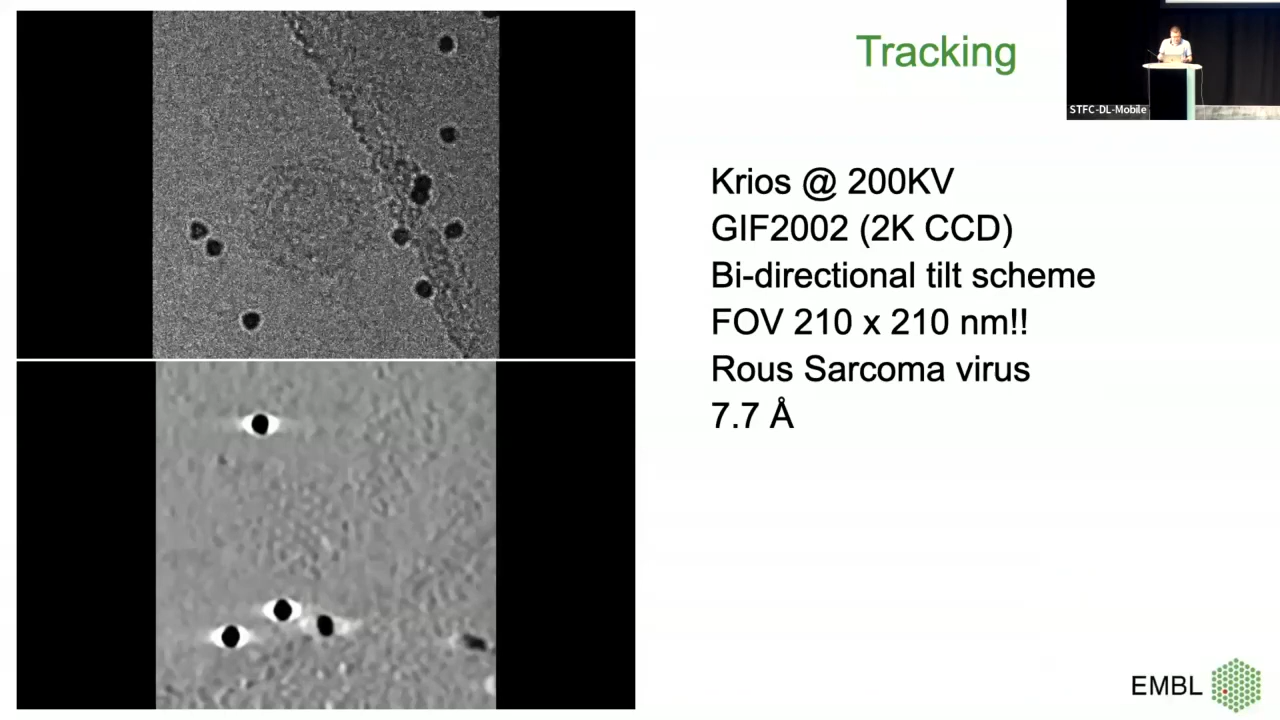 Tracking
STFC-DL-Mobile
Krios @ 200KV
GIF2002 (2K CCD)
Bi-directional tilt scheme
FOV 210 x 210 nm!!
Rous Sarcoma virus
7.7 Å
EMBL